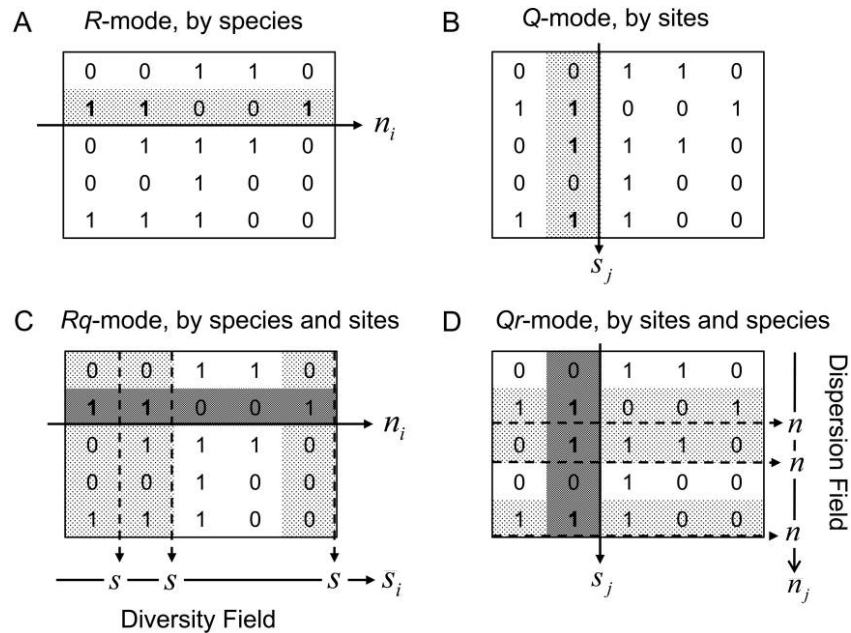 A R-mode, by species
0 0 1 1 0
1 1 0 0 1
n_i
0 1 1 1 0
0 0 1 0 0
1 1 1 0 0
B Q-mode, by sites
0 0 1 1 0
1 1 0 0 1
0 1 1 1 0
0 0 1 0 0
1 1 1 0 0
s_j
C Rq-mode, by species and sites
0 0 1 1 0
1 1 0 0 1
n_i
0 1 1 1 0
0 0 1 0 0
1 1 1 0 0
s s s s̄_i
Diversity Field
D Qr-mode, by sites and species
0 0 1 1 0
1 1 0 0 1
n
0 1 1 1 0
n
0 0 1 0 0
1 1 1 0 0
n
s_j
n_j
Dispersion Field